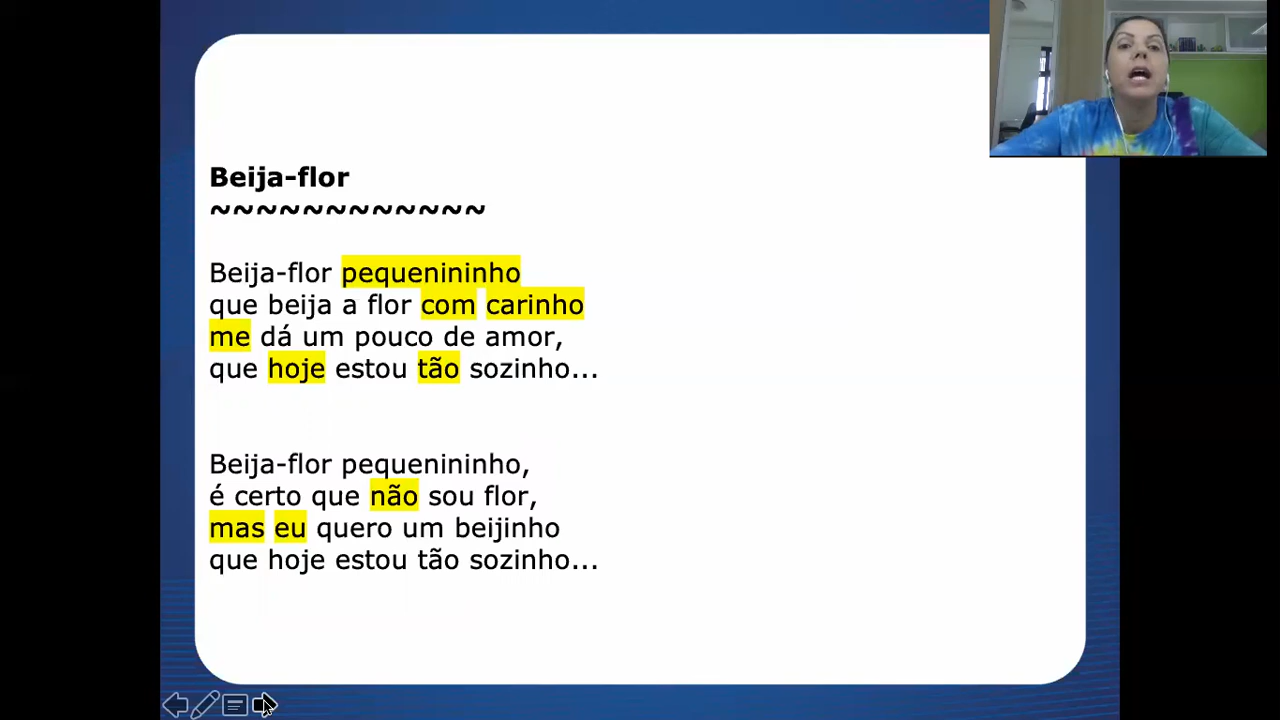 Beija-flor
~~~~~~~~~~~~
Beija-flor pequenininho
que beija a flor com carinho
me dá um pouco de amor,
que hoje estou tão sozinho...
Beija-flor pequenininho,
é certo que não sou flor,
mas eu quero um beijinho
que hoje estou tão sozinho...